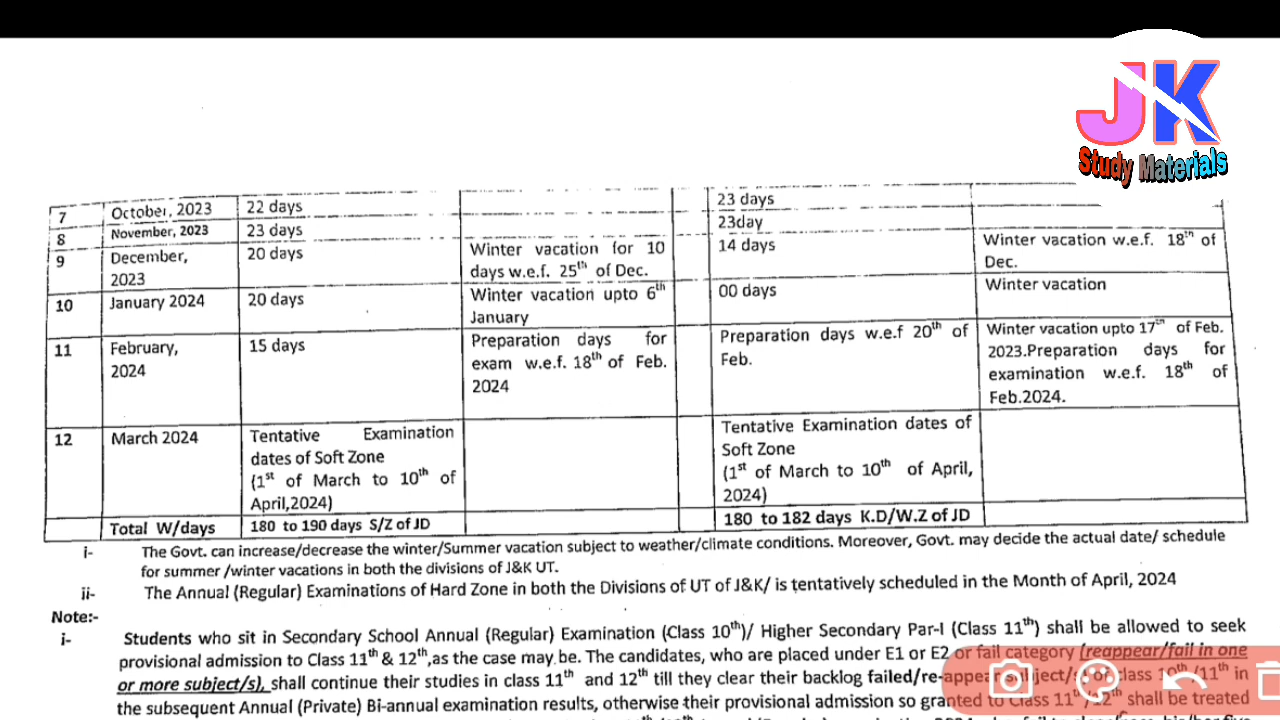 JK
Study Materials
7 October, 2023 22 days 23 days
8 November, 2023 23 days 23day
9 December, 2023 20 days Winter vacation for 10 days w.e.f. 25th of Dec. 14 days Winter vacation w.e.f. 18th of Dec.
10 January 2024 20 days Winter vacation upto 6th January 00 days Winter vacation
11 February, 2024 15 days Preparation days for exam w.e.f. 18th of Feb. 2024 Preparation days w.e.f 20th of Feb. Winter vacation upto 17th of Feb. 2023.Preparation days for examination w.e.f. 18th of Feb.2024.
12 March 2024 Tentative Examination dates of Soft Zone (1st of March to 10th of April,2024) Tentative Examination dates of Soft Zone (1st of March to 10th of April, 2024)
Total W/days 180 to 190 days S/Z of JD 180 to 182 days K.D/W.Z of JD
i- The Govt. can increase/decrease the winter/Summer vacation subject to weather/climate conditions. Moreover, Govt. may decide the actual date/ schedule
for summer /winter vacations in both the divisions of J&K UT.
ii- The Annual (Regular) Examinations of Hard Zone in both the Divisions of UT of J&K/ is tentatively scheduled in the Month of April, 2024
Note:-
i- Students who sit in Secondary School Annual (Regular) Examination (Class 10th)/ Higher Secondary Par-I (Class 11th) shall be allowed to seek
provisional admission to Class 11th & 12th,as the case may be. The candidates, who are placed under E1 or E2 or fail category (reappear/fail in one
or more subject/s), shall continue their studies in class 11th and 12th till they clear their backlog failed/re-appear subject/s of class 10th /11th in
the subsequent Annual (Private) Bi-annual examination results, otherwise their provisional admission so granted to Class 11th/12th shall be treated